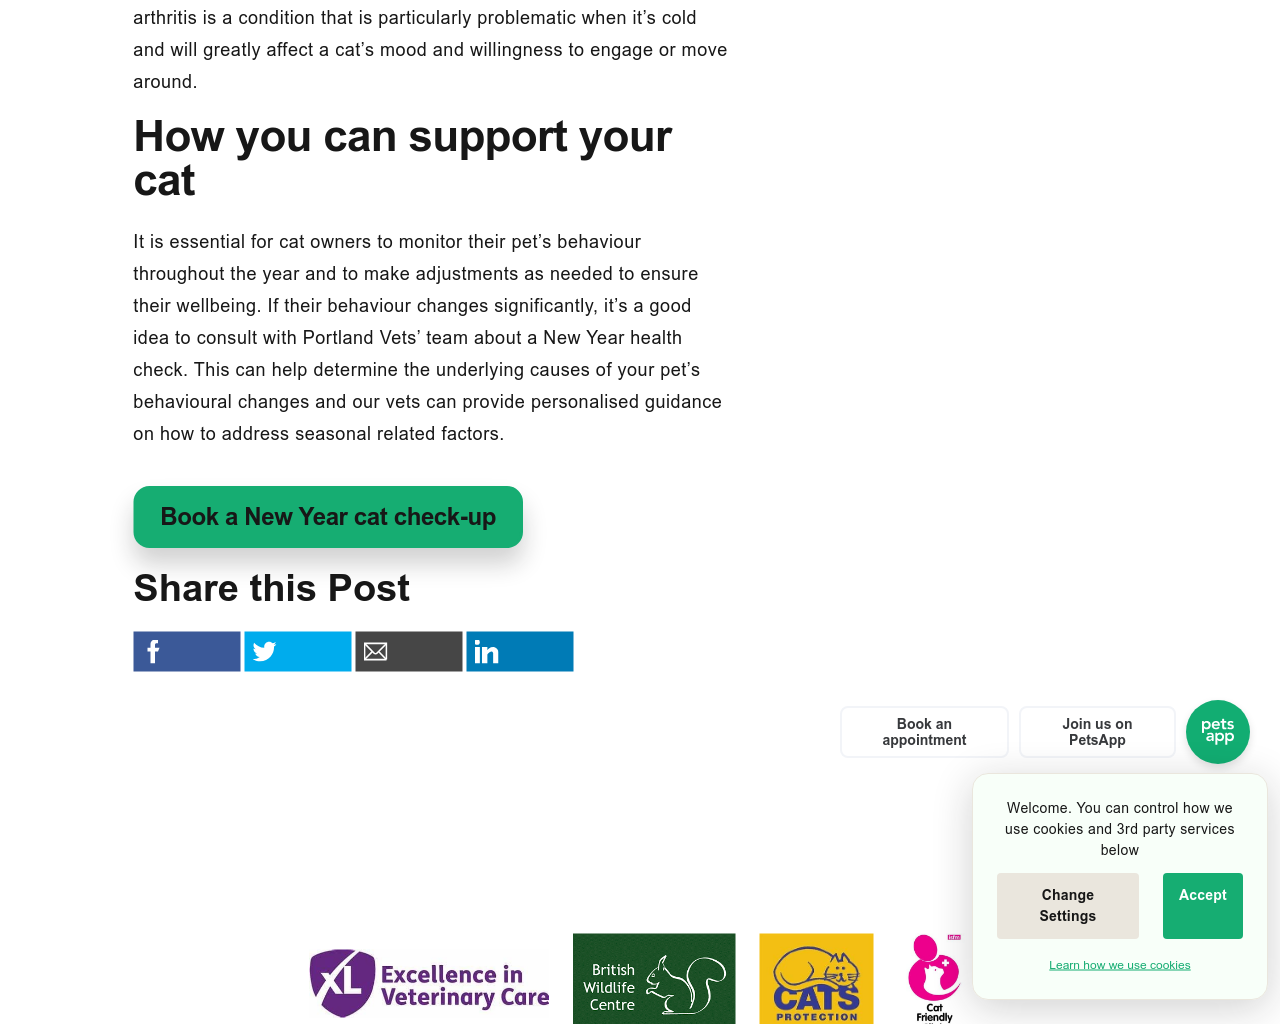 arthritis is a condition that is particularly problematic when it’s cold
and will greatly affect a cat’s mood and willingness to engage or move
around.
How you can support your
cat
It is essential for cat owners to monitor their pet’s behaviour
throughout the year and to make adjustments as needed to ensure
their wellbeing. If their behaviour changes significantly, it’s a good
idea to consult with Portland Vets’ team about a New Year health
check. This can help determine the underlying causes of your pet’s
behavioural changes and our vets can provide personalised guidance
on how to address seasonal related factors.
Book a New Year cat check-up
Share this Post
Book an
appointment
Join us on
PetsApp
pets
app
Welcome. You can control how we
use cookies and 3rd party services
below
Change
Settings
Accept
Learn how we use cookies
XL
Excellence in
Veterinary Care
British
Wildlife
Centre
CATS
PROTECTION
Cat
Friendly